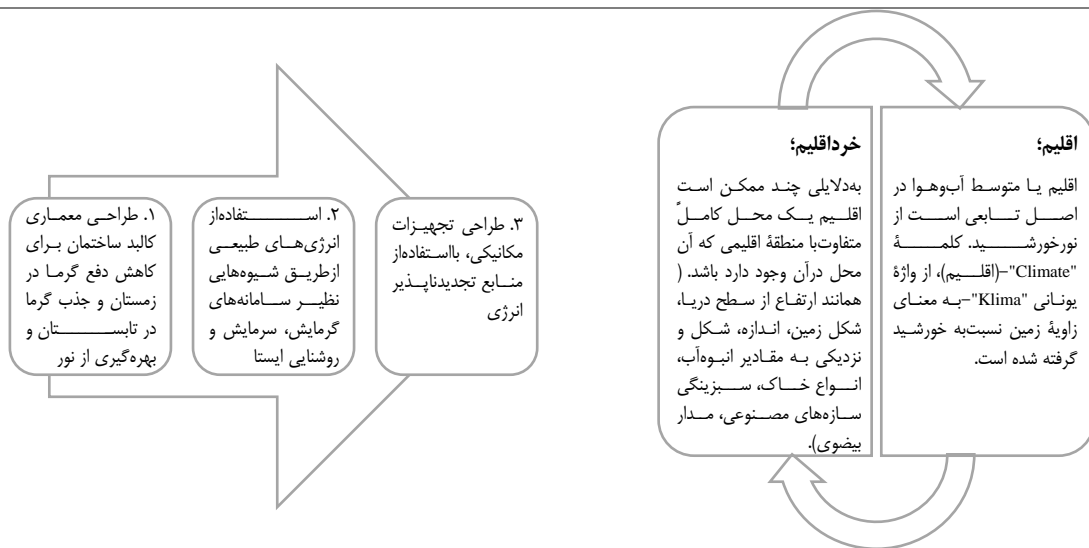 اقلیم؛
اقلیم یا متوسط آب‌وهوا در
اصل تابعی است از
نورخورشید. کلمهٔ
"Climate"-(اقلیم)، از واژهٔ
یونانی "Klima"-به معنای
زاویهٔ زمین نسبت‌به خورشید
گرفته شده است.
خرداقلیم؛
به‌دلایلی چند ممکن است
اقلیم یک محل کاملً
متفاوت‌با منطقهٔ اقلیمی که آن
محل درآن وجود دارد باشد. (
همانند ارتفاع از سطح دریا،
شکل زمین، اندازه، شکل و
نزدیکی به مقادیر انبوه‌آب،
انواع خاک، سبزینگی
سازه‌های مصنوعی، مدار
بیضوی).
۱. طراحی معماری
کالبد ساختمان برای
کاهش دفع گرما در
زمستان و جذب گرما
در تابستان و
بهره‌گیری از نور
۲. استفاده‌از
انرژی‌های طبیعی
ازطریق شیوه‌هایی
نظیر سامانه‌های
گرمایش، سرمایش و
روشنایی ایستا
۳. طراحی تجهیزات
مکانیکی، بااستفاده‌از
منابع تجدیدناپذیر
انرژی